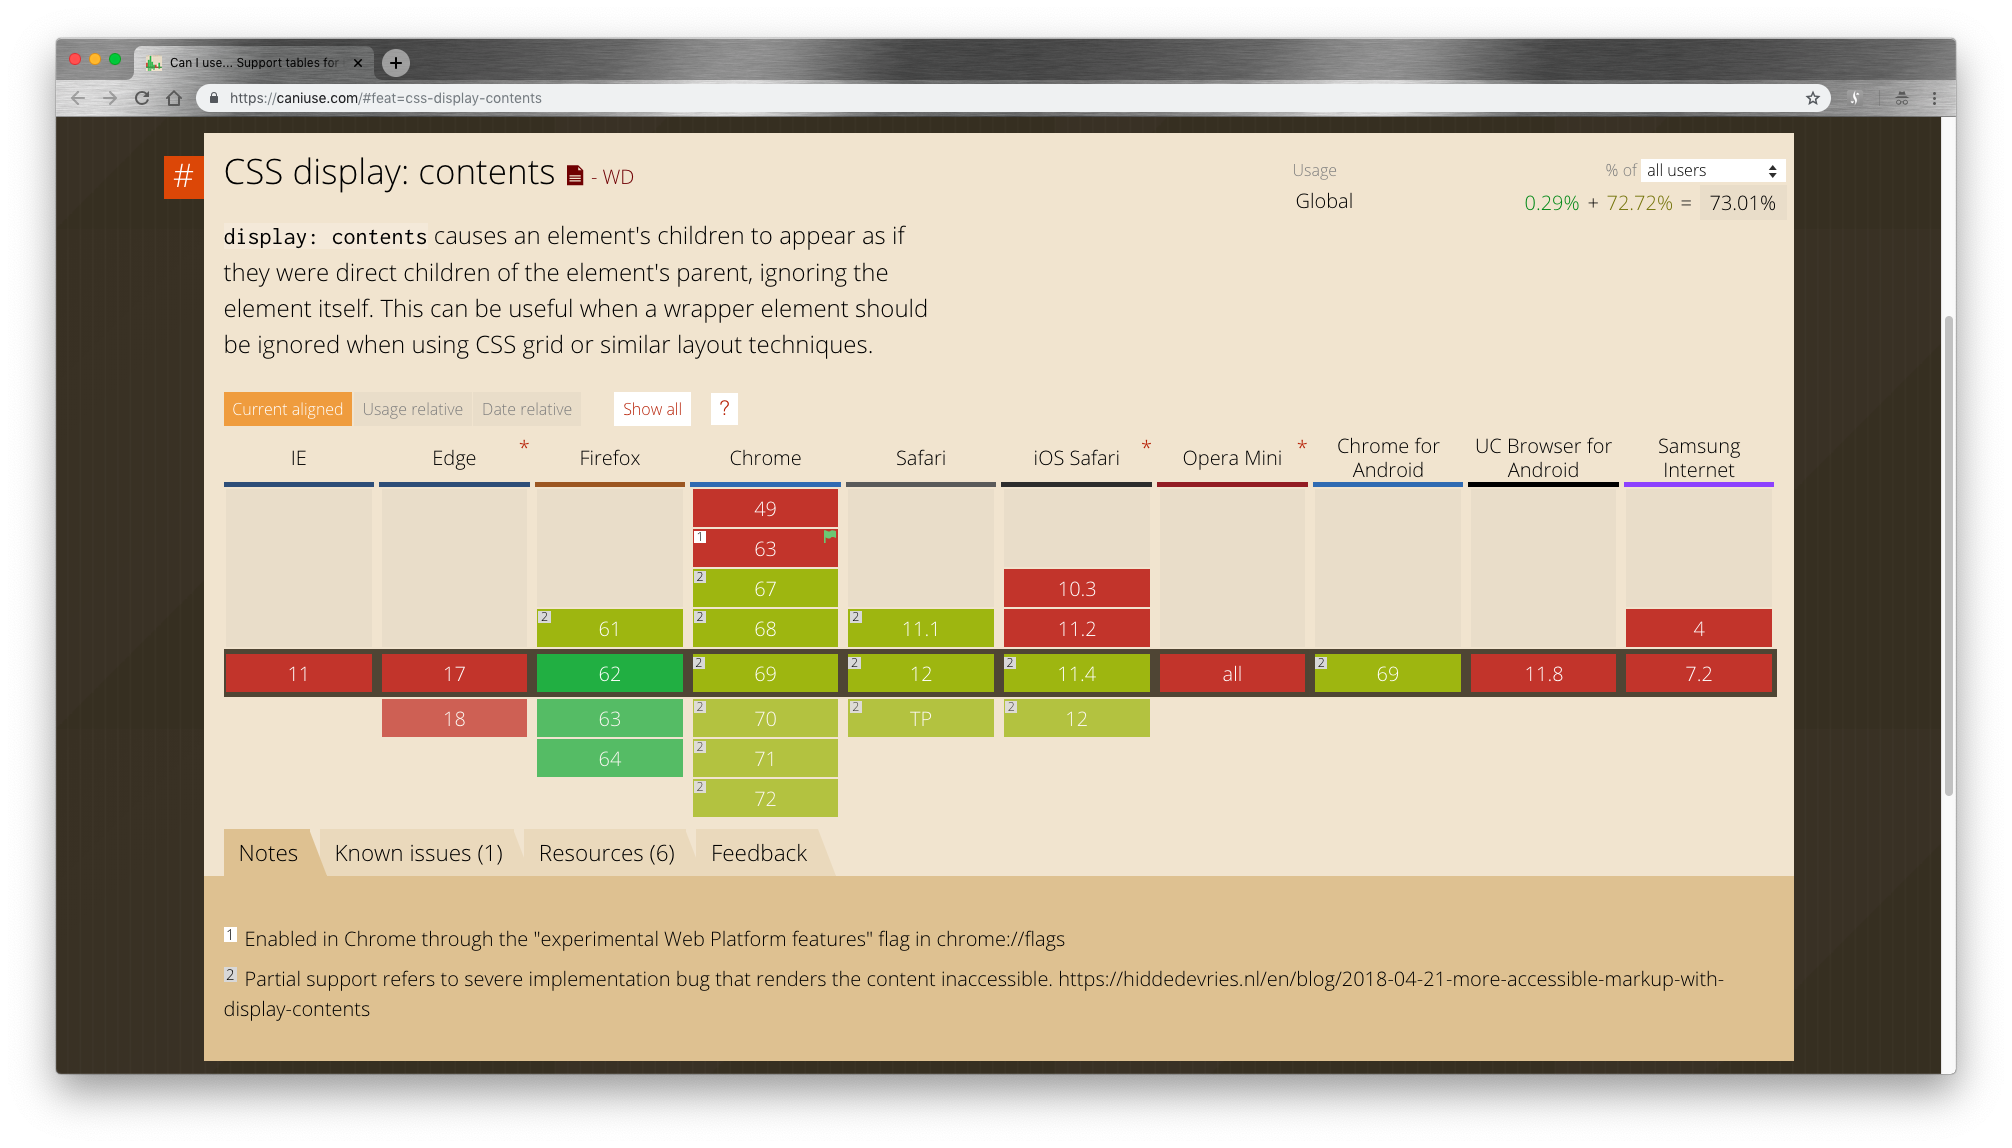 Can I use... Support tables for
https://caniuse.com/#feat=css-display-contents
#
CSS display: contents - WD
Usage % of all users
Global 0.29% + 72.72% = 73.01%
display: contents causes an element's children to appear as if
they were direct children of the element's parent, ignoring the
element itself. This can be useful when a wrapper element should
be ignored when using CSS grid or similar layout techniques.
Current aligned Usage relative Date relative Show all ?
IE Edge * Firefox Chrome Safari iOS Safari * Opera Mini * Chrome for Android UC Browser for Android Samsung Internet
49
1 63
2 67 10.3
2 61 2 68 2 11.1 11.2 4
11 17 62 2 69 2 12 2 11.4 all 2 69 11.8 7.2
18 63 2 70 2 TP 2 12
64 2 71
2 72
Notes Known issues (1) Resources (6) Feedback
1 Enabled in Chrome through the "experimental Web Platform features" flag in chrome://flags
2 Partial support refers to severe implementation bug that renders the content inaccessible. https://hiddedevries.nl/en/blog/2018-04-21-more-accessible-markup-with-
display-contents